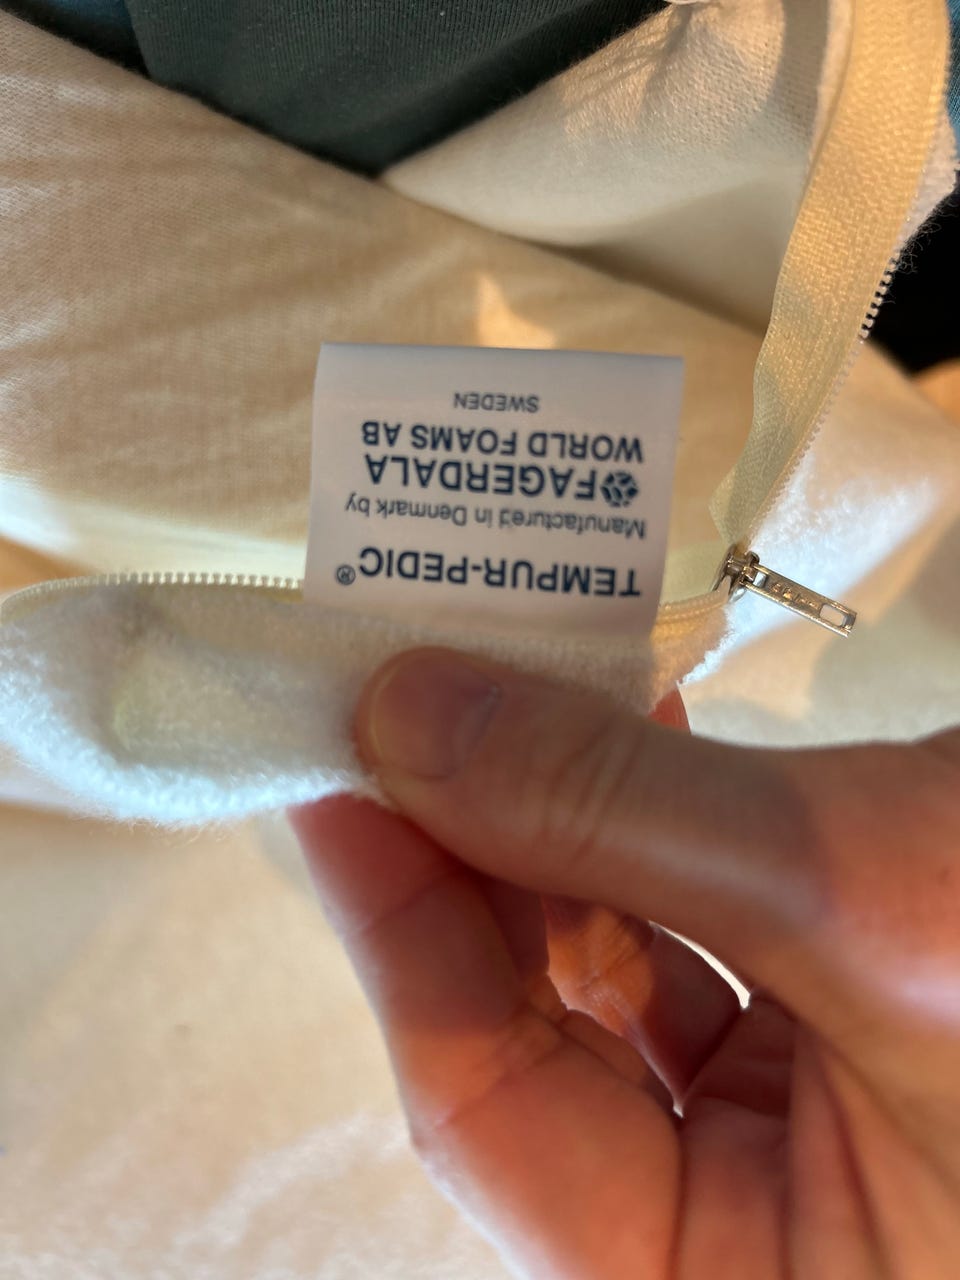 TEMPUR-PEDIC®
Manufactured in Denmark by
FAGERDALA
WORLD FOAMS AB
SWEDEN